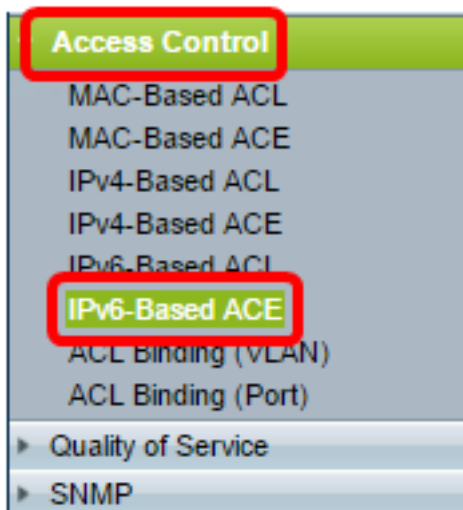 Access Control
MAC-Based ACL
MAC-Based ACE
IPv4-Based ACL
IPv4-Based ACE
IPv6-Based ACL
IPv6-Based ACE
ACL Binding (VLAN)
ACL Binding (Port)
Quality of Service
SNMP